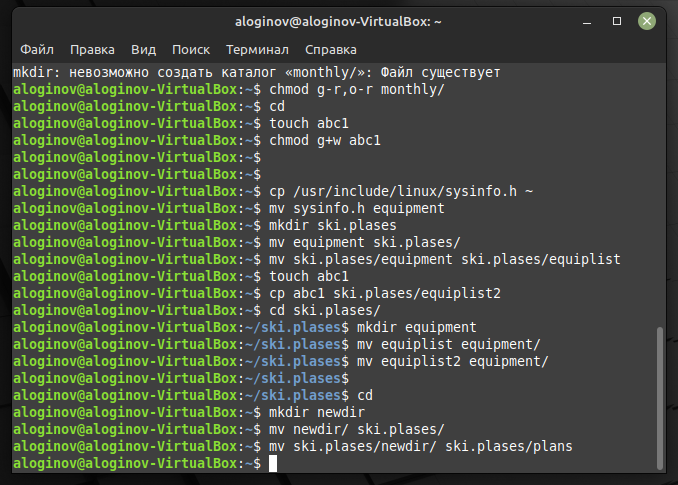 aloginov@aloginov-VirtualBox: ~
Файл Правка Вид Поиск Терминал Справка
mkdir: невозможно создать каталог «monthly/»: Файл существует
aloginov@aloginov-VirtualBox:~$ chmod g-r,o-r monthly/
aloginov@aloginov-VirtualBox:~$ cd
aloginov@aloginov-VirtualBox:~$ touch abc1
aloginov@aloginov-VirtualBox:~$ chmod g+w abc1
aloginov@aloginov-VirtualBox:~$
aloginov@aloginov-VirtualBox:~$
aloginov@aloginov-VirtualBox:~$ cp /usr/include/linux/sysinfo.h ~
aloginov@aloginov-VirtualBox:~$ mv sysinfo.h equipment
aloginov@aloginov-VirtualBox:~$ mkdir ski.plases
aloginov@aloginov-VirtualBox:~$ mv equipment ski.plases/
aloginov@aloginov-VirtualBox:~$ mv ski.plases/equipment ski.plases/equiplist
aloginov@aloginov-VirtualBox:~$ touch abc1
aloginov@aloginov-VirtualBox:~$ cp abc1 ski.plases/equiplist2
aloginov@aloginov-VirtualBox:~$ cd ski.plases/
aloginov@aloginov-VirtualBox:~/ski.plases$ mkdir equipment
aloginov@aloginov-VirtualBox:~/ski.plases$ mv equiplist equipment/
aloginov@aloginov-VirtualBox:~/ski.plases$ mv equiplist2 equipment/
aloginov@aloginov-VirtualBox:~/ski.plases$
aloginov@aloginov-VirtualBox:~/ski.plases$ cd
aloginov@aloginov-VirtualBox:~$ mkdir newdir
aloginov@aloginov-VirtualBox:~$ mv newdir/ ski.plases/
aloginov@aloginov-VirtualBox:~$ mv ski.plases/newdir/ ski.plases/plans
aloginov@aloginov-VirtualBox:~$